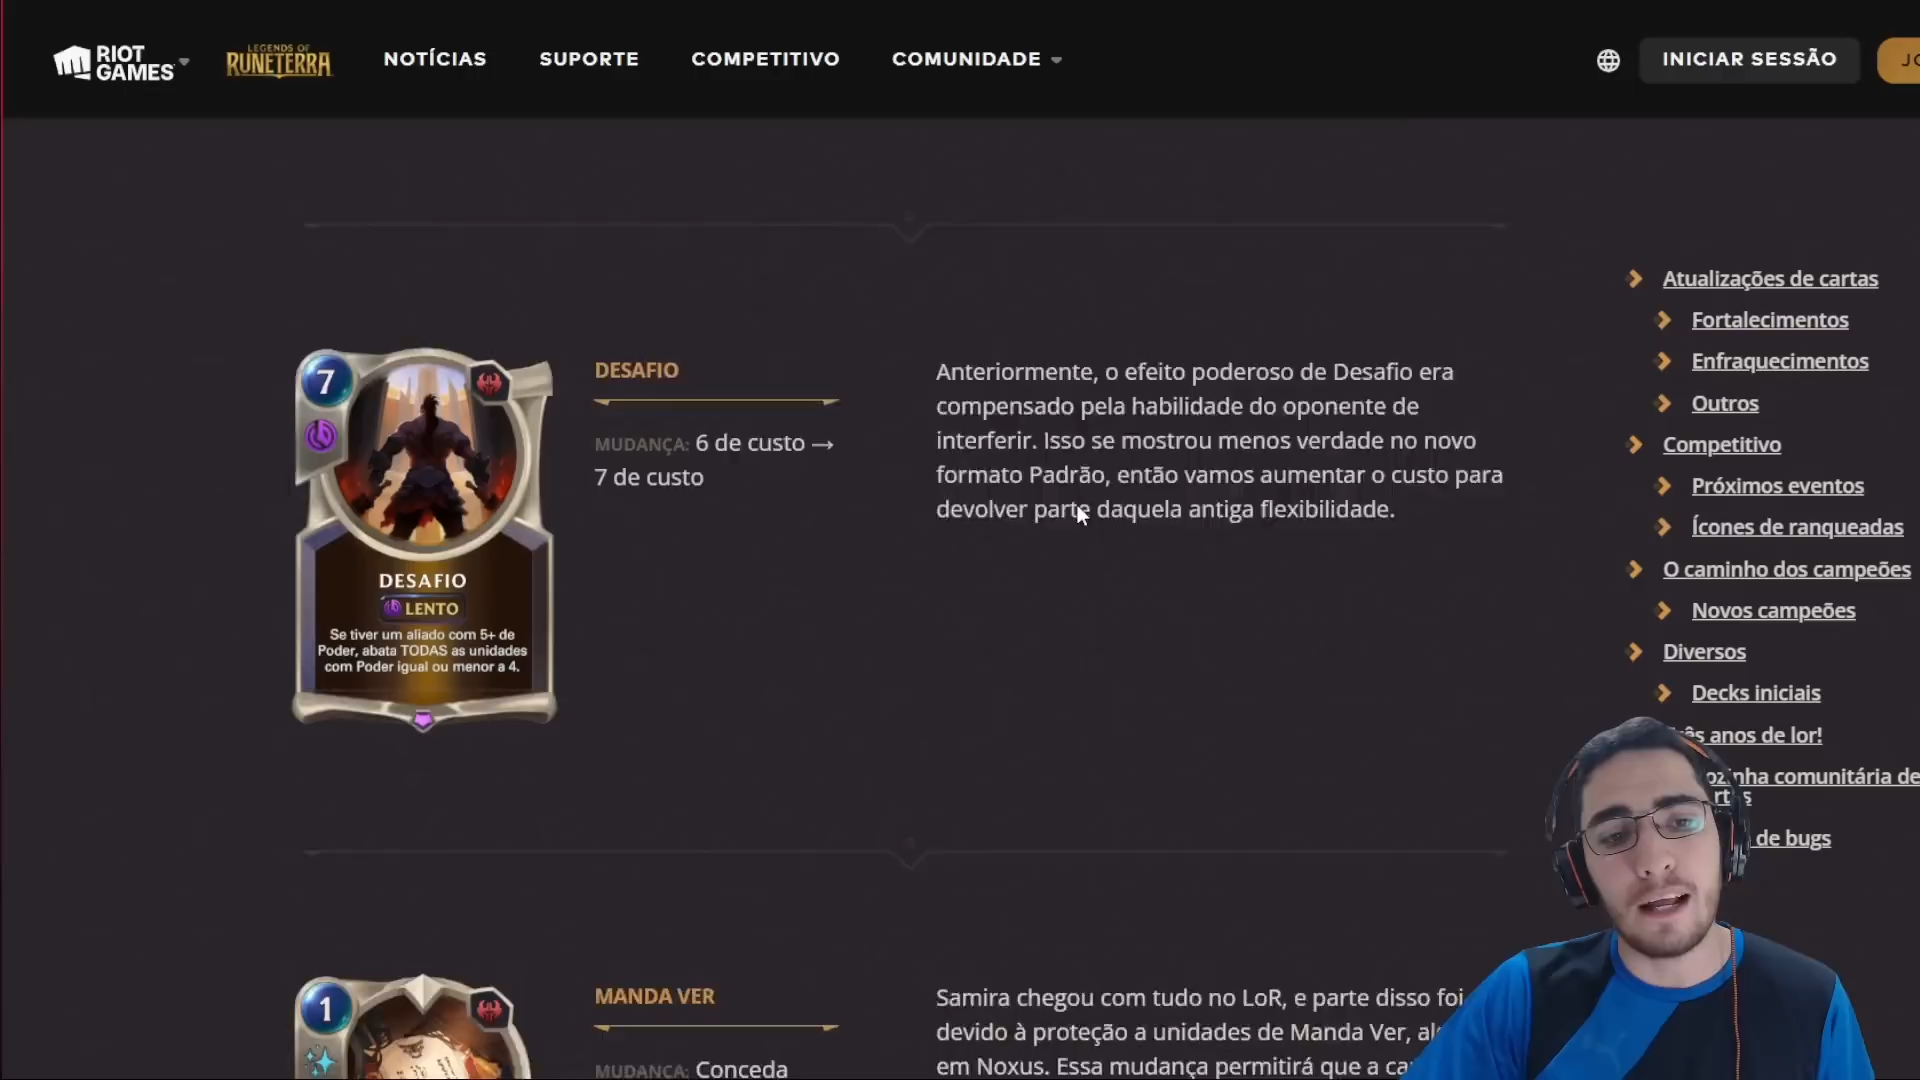 RIOT GAMES
LEGENDS OF RUNETERRA
NOTÍCIAS
SUPORTE
COMPETITIVO
COMUNIDADE
INICIAR SESSÃO
7
DESAFIO
LENTO
Se tiver um aliado com 5+ de
Poder, abata TODAS as unidades
com Poder igual ou menor a 4.
DESAFIO
MUDANÇA: 6 de custo →
7 de custo
Anteriormente, o efeito poderoso de Desafio era
compensado pela habilidade do oponente de
interferir. Isso se mostrou menos verdade no novo
formato Padrão, então vamos aumentar o custo para
devolver parte daquela antiga flexibilidade.
1
MANDA VER
MUDANÇA: Conceda
Samira chegou com tudo no LoR, e parte disso foi
devido à proteção a unidades de Manda Ver,
em Noxus. Essa mudança permitirá que a
Atualizações de cartas
Fortalecimentos
Enfraquecimentos
Outros
Competitivo
Próximos eventos
Ícones de ranqueadas
O caminho dos campeões
Novos campeões
Diversos
Decks iniciais
anos de lor!
comunitária de
de bugs